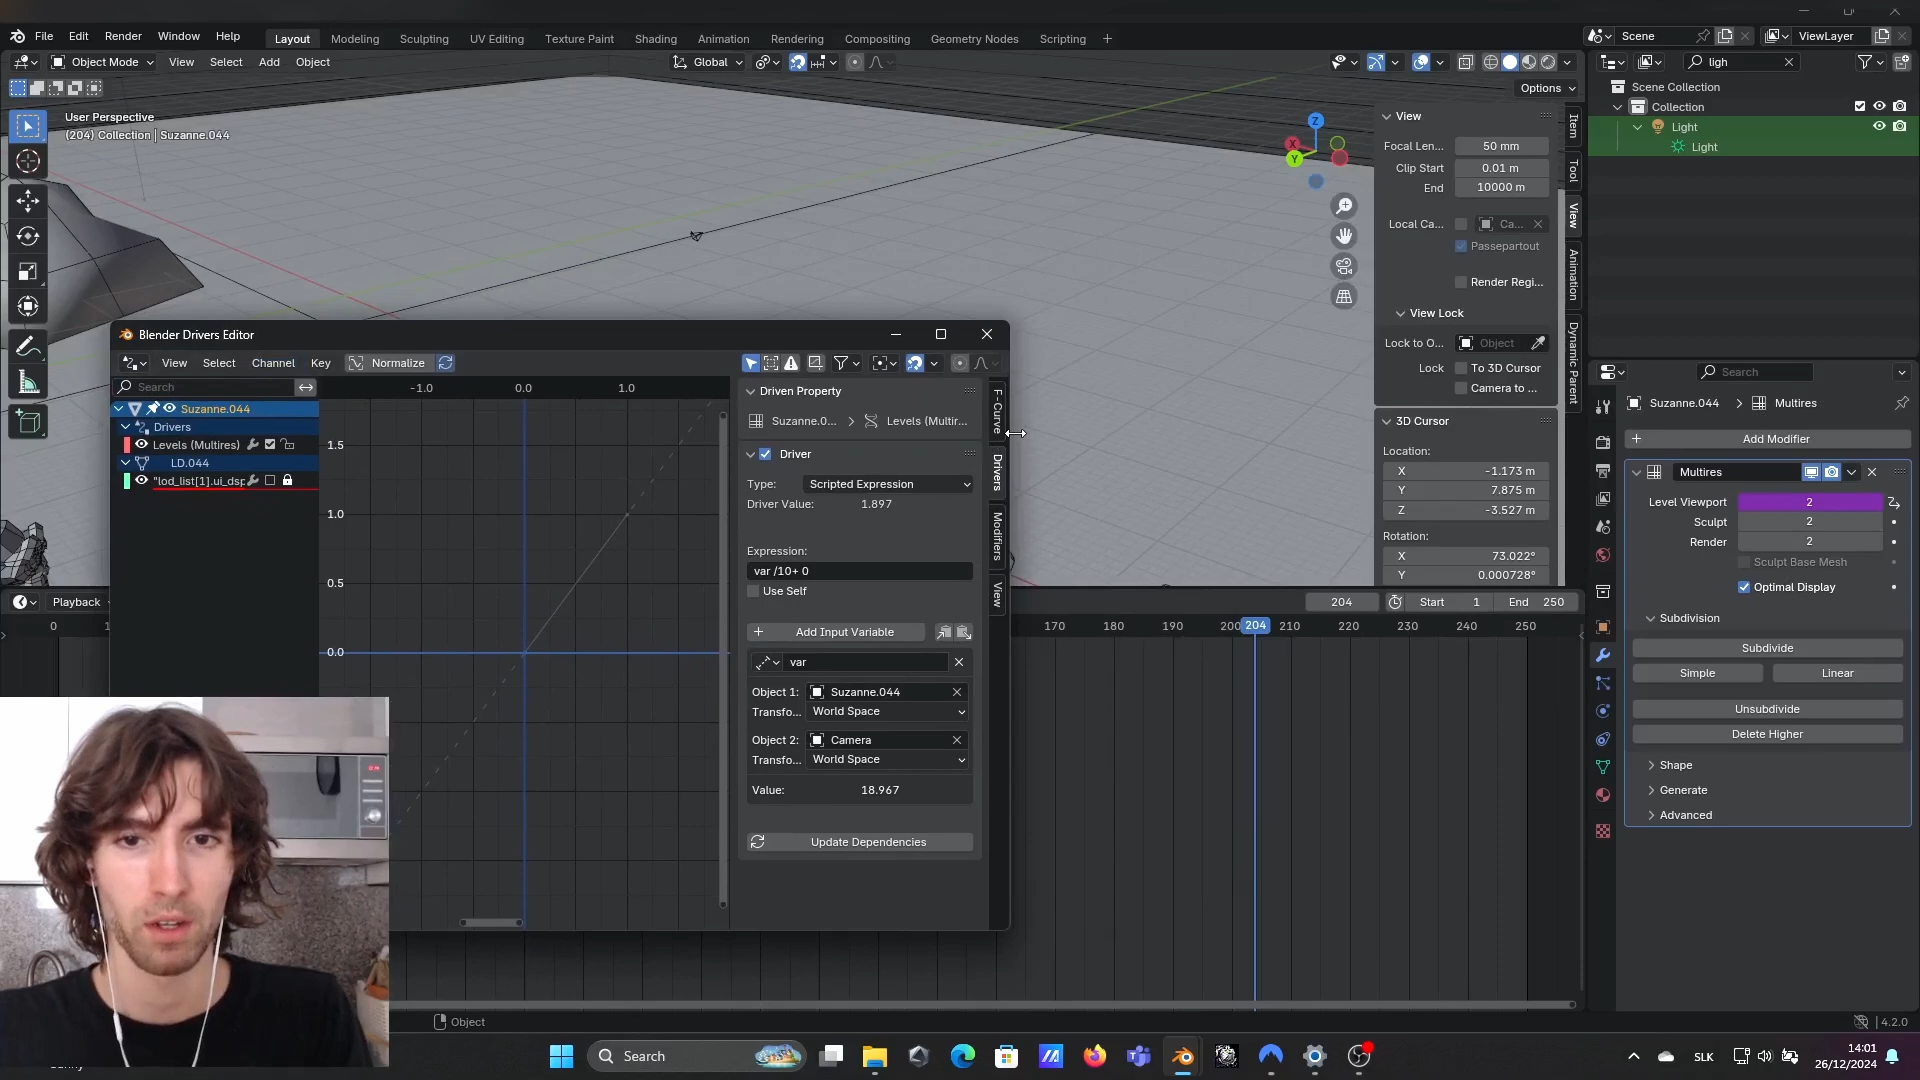 File Edit Render Window Help
Layout Modeling Sculpting UV Editing Texture Paint Shading Animation Rendering Compositing Geometry Nodes Scripting +
Scene
ViewLayer
Object Mode View Select Add Object
Global
ligh
Options
User Perspective
(204) Collection | Suzanne.044
Z
X
Y
View
Focal Len... 50 mm
Clip Start 0.01 m
End 10000 m
Local Ca... Ca...
Passepartout
Render Regi...
View Lock
Lock to O... Object
Lock To 3D Cursor
Camera to ...
3D Cursor
Location:
X -1.173 m
Y 7.875 m
Z -3.527 m
Rotation:
X 73.022°
Y 0.000728°
Item
Tool
View
Animation
Dynamic Parent
Scene Collection
Collection
Light
Light
Search
Suzanne.044 > Multires
+ Add Modifier
Multires
Level Viewport 2
Sculpt 2
Render 2
Sculpt Base Mesh
Optimal Display
Subdivision
Subdivide
Simple Linear
Unsubdivide
Delete Higher
Shape
Generate
Advanced
Blender Drivers Editor
View Select Channel Key Normalize
Search
-1.0 0.0 1.0
Suzanne.044
Drivers
Levels (Multires)
LD.044
"lod_list[1].ui_dsp
1.5
1.0
0.5
0.0
Driven Property
Suzanne.0... > Levels (Multir...
Driver
Type: Scripted Expression
Driver Value: 1.897
Expression:
var /10+ 0
Use Self
+ Add Input Variable
var
Object 1: Suzanne.044
Transfo... World Space
Object 2: Camera
Transfo... World Space
Value: 18.967
Update Dependencies
F-Curve
Drivers
Modifiers
View
Playback
0
204
Start 1
End 250
170 180 190 200 204 210 220 230 240 250
Object
4.2.0
Search
SLK
14:01
26/12/2024